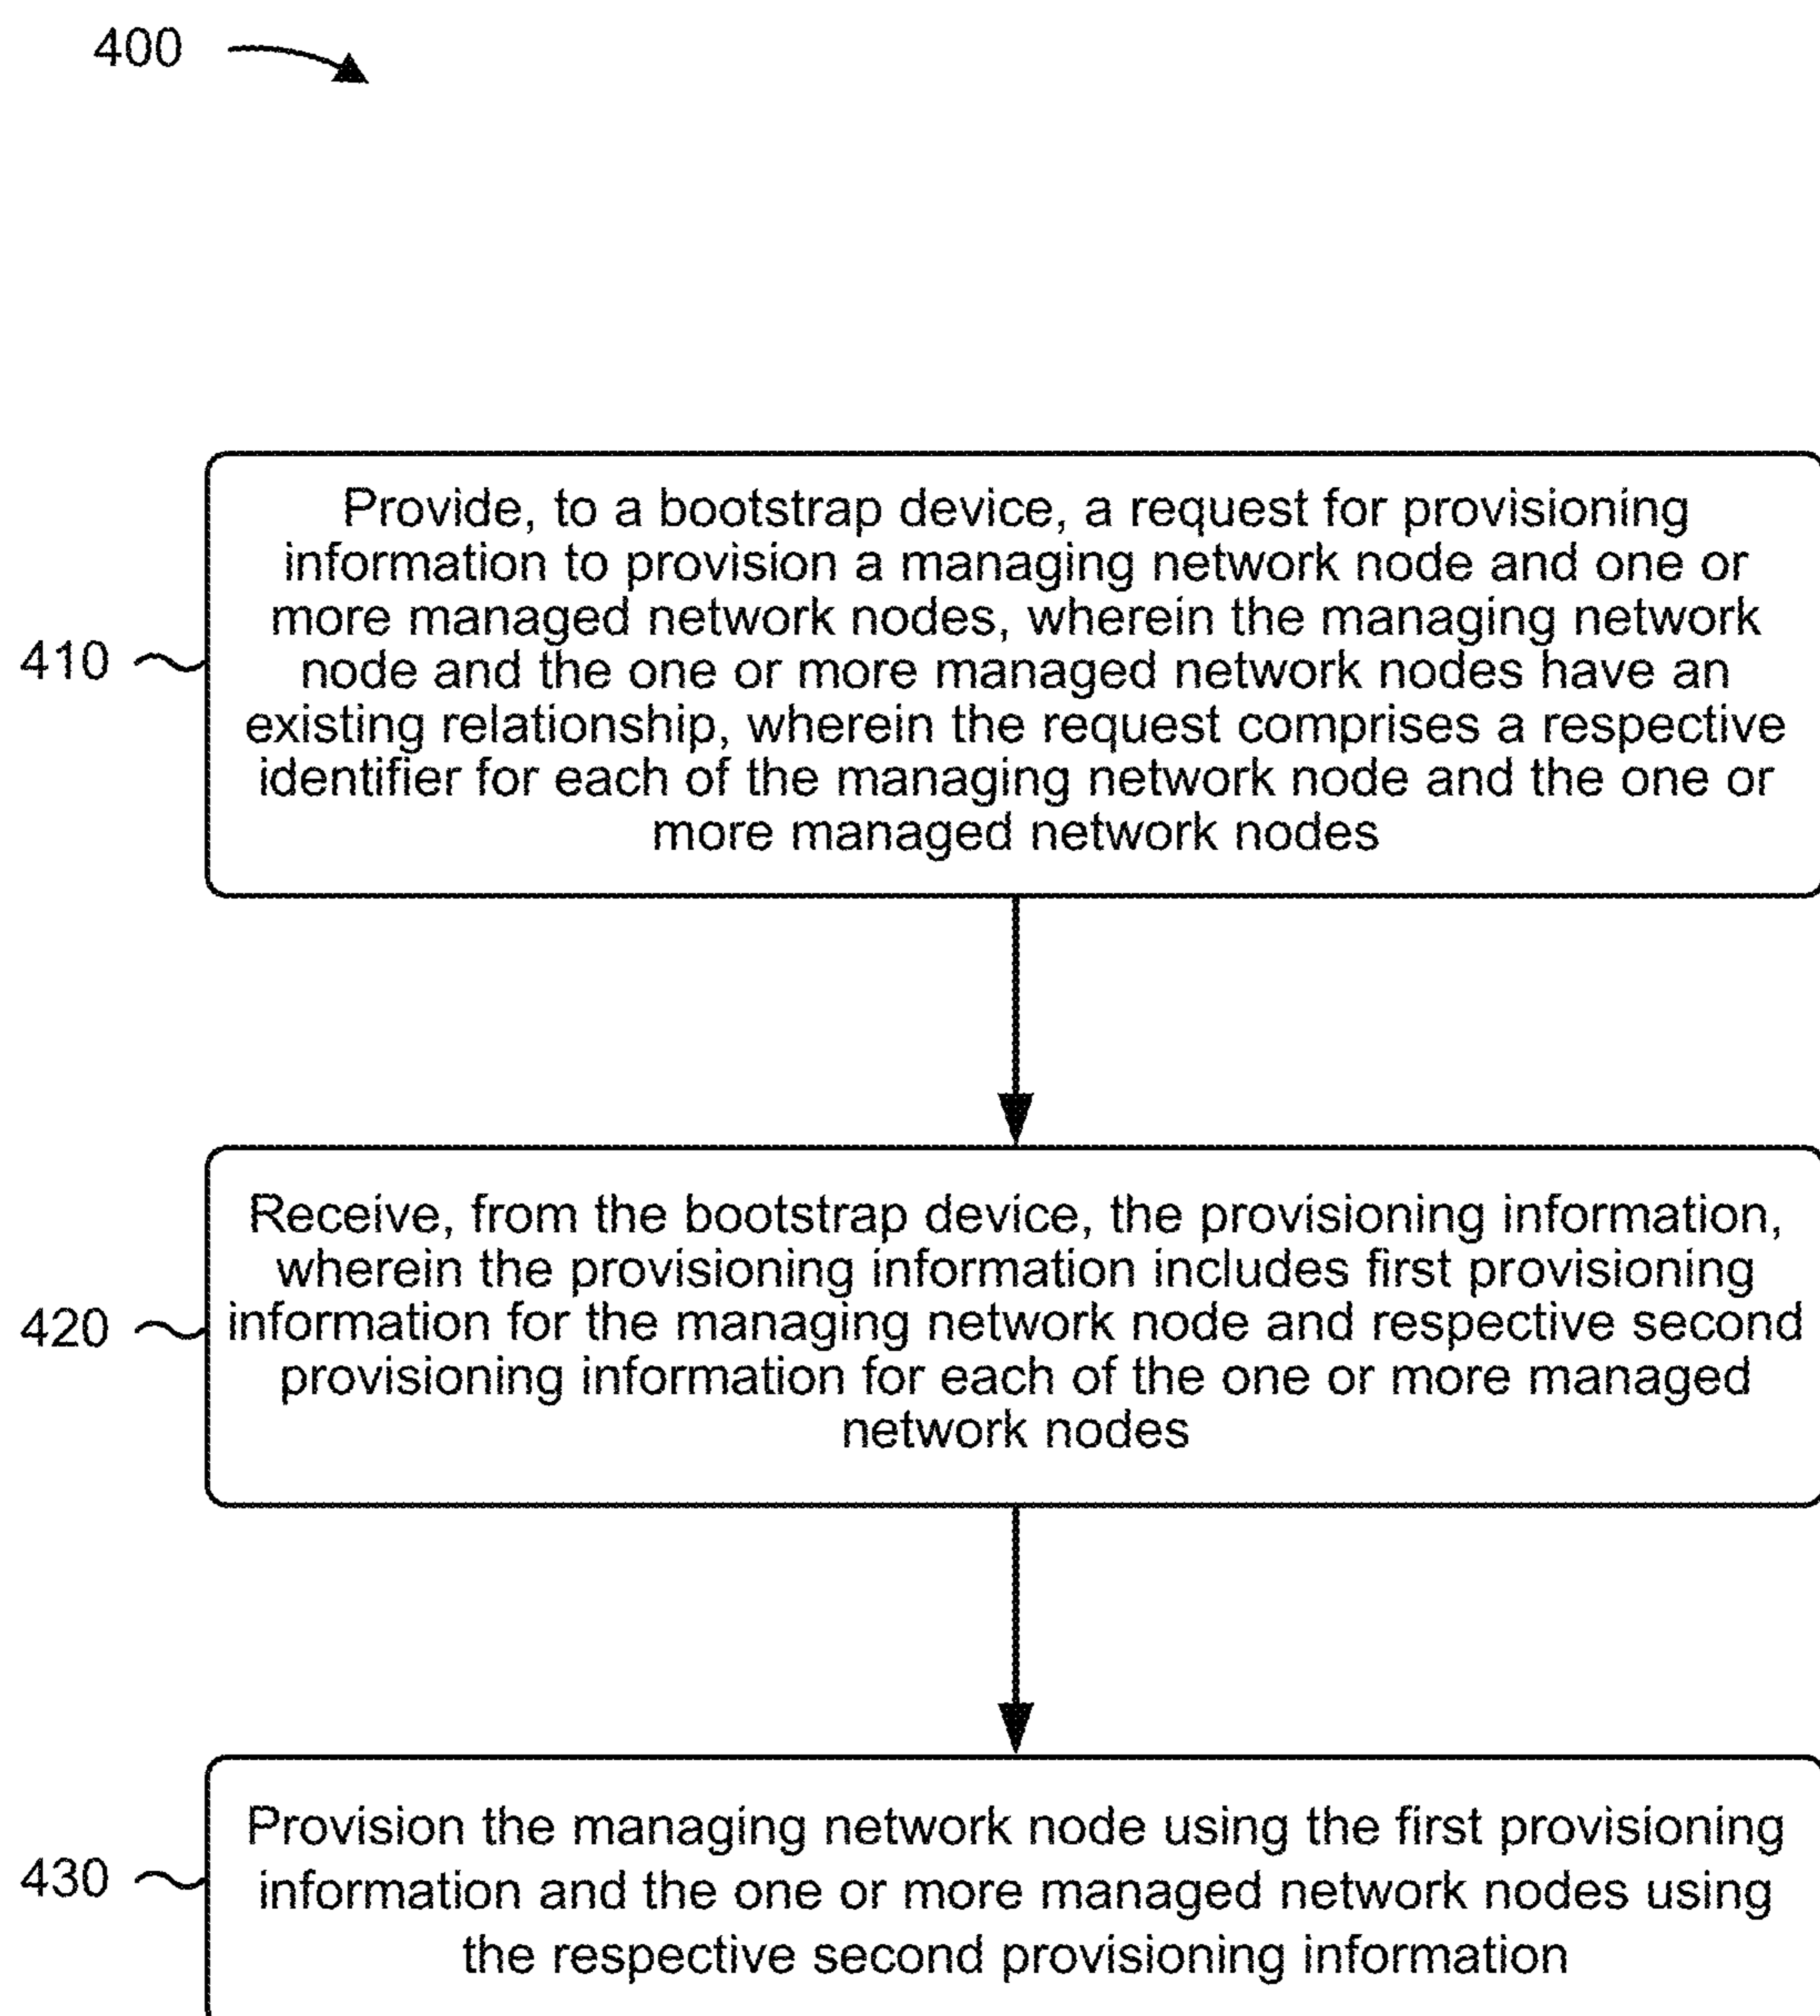 400
Provide, to a bootstrap device, a request for provisioning
information to provision a managing network node and one or
more managed network nodes, wherein the managing network
node and the one or more managed network nodes have an
existing relationship, wherein the request comprises a respective
identifier for each of the managing network node and the one or
more managed network nodes
410
Receive, from the bootstrap device, the provisioning information,
wherein the provisioning information includes first provisioning
information for the managing network node and respective second
provisioning information for each of the one or more managed
network nodes
420
Provision the managing network node using the first provisioning
information and the one or more managed network nodes using
the respective second provisioning information
430